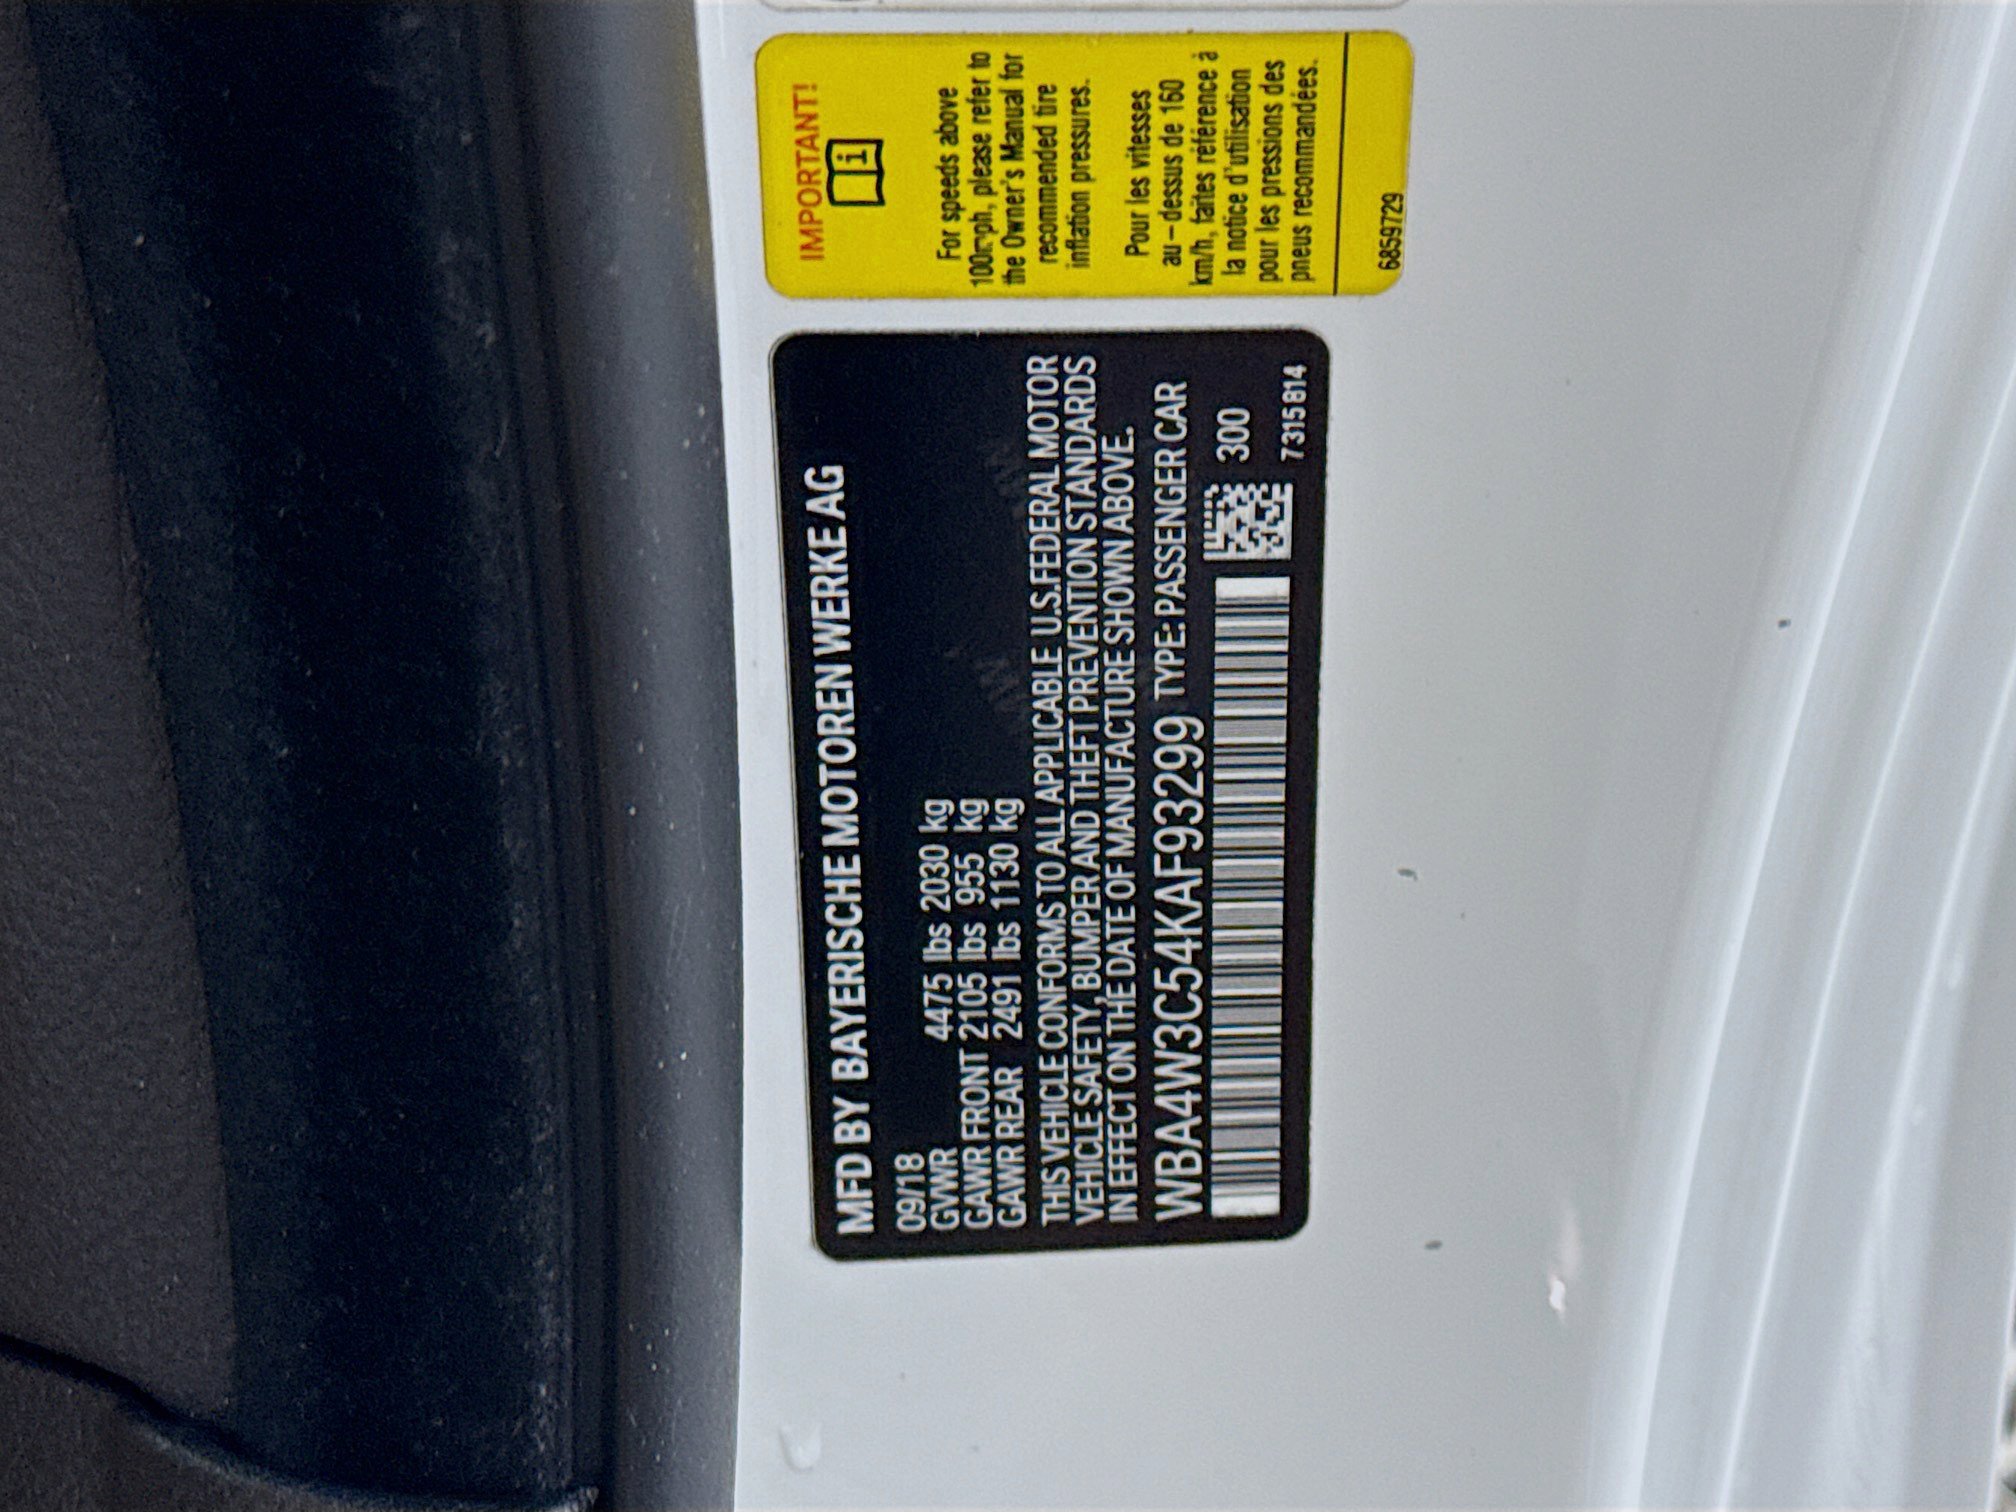 MFD BY BAYERISCHE MOTOREN WERKE AG
09/18
GVWR 4475 lbs 2030 kg
GAWR FRONT 2105 lbs 955 kg
GAWR REAR 2491 lbs 1130 kg
THIS VEHICLE CONFORMS TO ALL APPLICABLE U.S. FEDERAL MOTOR
VEHICLE SAFETY, BUMPER AND THEFT PREVENTION STANDARDS
IN EFFECT ON THE DATE OF MANUFACTURE SHOWN ABOVE.
WBA4W3C54KAF93299 TYPE: PASSENGER CAR
300
7315814
IMPORTANT!
i
For speeds above
100mph, please refer to
the Owner's Manual for
recommended tire
inflation pressures.
Pour les vitesses
au-dessus de 160
km/h, faites référence à
la notice d'utilisation
pour les pressions des
pneus recommandées.
6859729